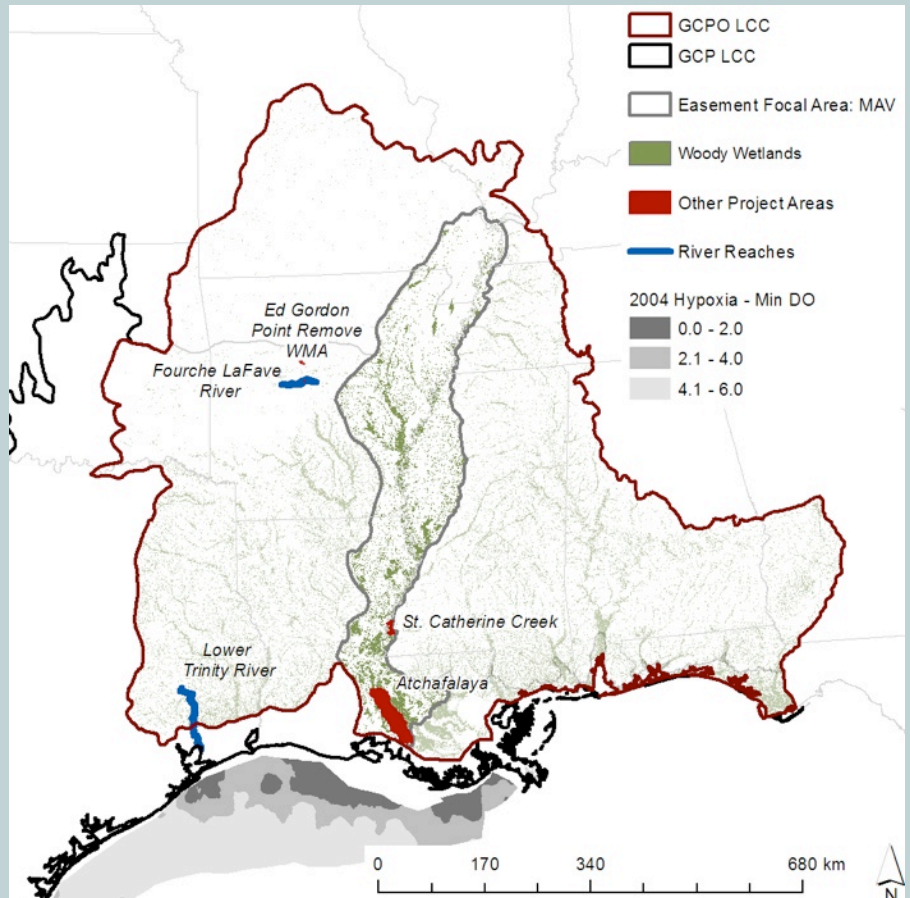 GCPO LCC
GCP LCC
Easement Focal Area: MAV
Woody Wetlands
Other Project Areas
River Reaches
2004 Hypoxia - Min DO
0.0 - 2.0
2.1 - 4.0
4.1 - 6.0
Ed Gordon
Point Remove
WMA
Fourche LaFave
River
St. Catherine Creek
Lower
Trinity River
Atchafalaya
0 170 340 680 km
N